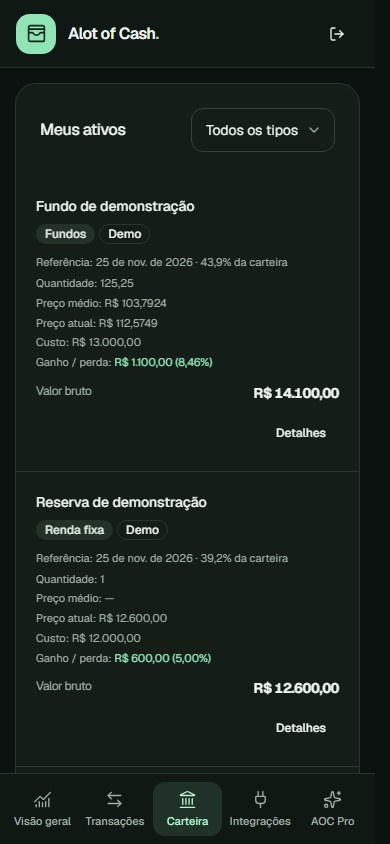 Alot of Cash.
Meus ativos
Todos os tipos
Fundo de demonstração
Fundos Demo
Referência: 25 de nov. de 2026 · 43,9% da carteira
Quantidade: 125,25
Preço médio: R$ 103,7924
Preço atual: R$ 112,5749
Custo: R$ 13.000,00
Ganho / perda: R$ 1.100,00 (8,46%)
Valor bruto R$ 14.100,00
Detalhes
Reserva de demonstração
Renda fixa Demo
Referência: 25 de nov. de 2026 · 39,2% da carteira
Quantidade: 1
Preço médio: —
Preço atual: R$ 12.600,00
Custo: R$ 12.000,00
Ganho / perda: R$ 600,00 (5,00%)
Valor bruto R$ 12.600,00
Detalhes
Visão geral Transações Carteira Integrações AOC Pro